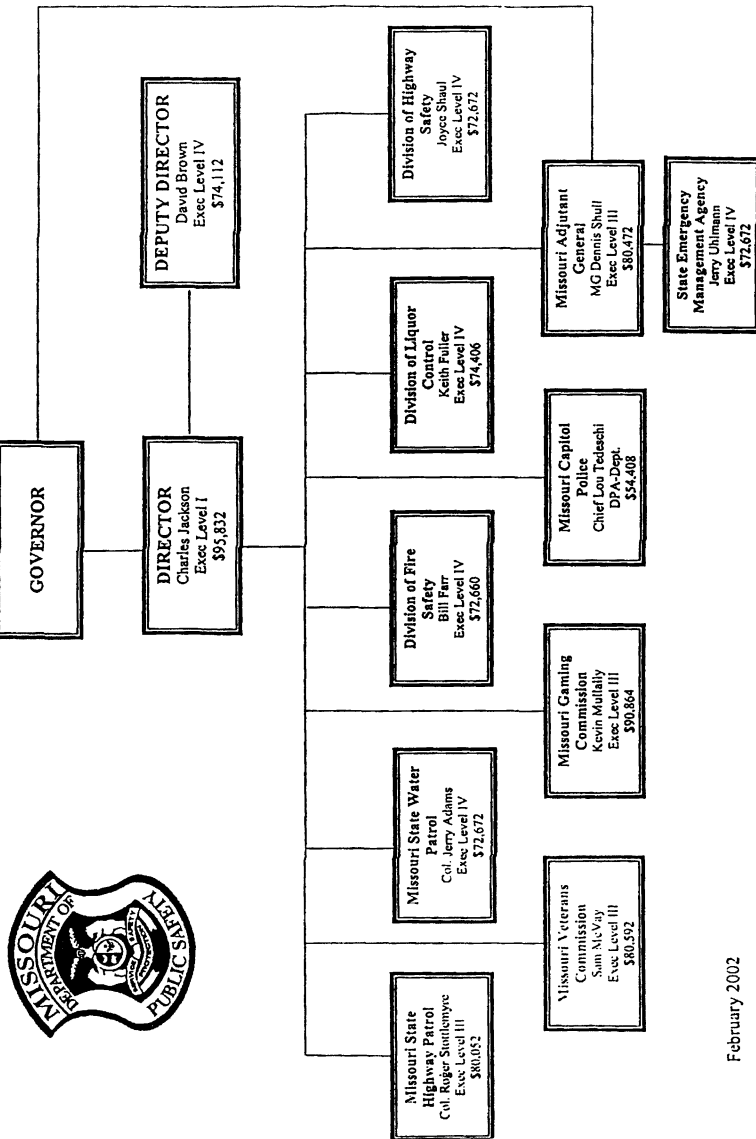 MISSOURI
DEPARTMENT OF
PUBLIC SAFETY
GOVERNOR
DIRECTOR
Charles Jackson
Exec Level I
$95,832
DEPUTY DIRECTOR
David Brown
Exec Level IV
$74,112
Missouri State
Highway Patrol
Col. Roger Stottlemyre
Exec Level III
$80,052
Missouri State Water
Patrol
Col. Jerry Adams
Exec Level IV
$72,672
Division of Fire
Safety
Bill Farr
Exec Level IV
$72,660
Division of Liquor
Control
Keith Fuller
Exec Level IV
$74,406
Division of Highway
Safety
Joyce Shaul
Exec Level IV
$72,672
Missouri Veterans
Commission
Sam McVay
Exec Level III
$80,592
Missouri Gaming
Commission
Kevin Mullally
Exec Level III
$90,864
Missouri Capitol
Police
Chief Lou Tedeschi
DPA-Dept.
$54,408
Missouri Adjutant
General
MG Dennis Shull
Exec Level III
$80,472
State Emergency
Management Agency
Jerry Uhlmann
Exec Level IV
$72,672
February 2002